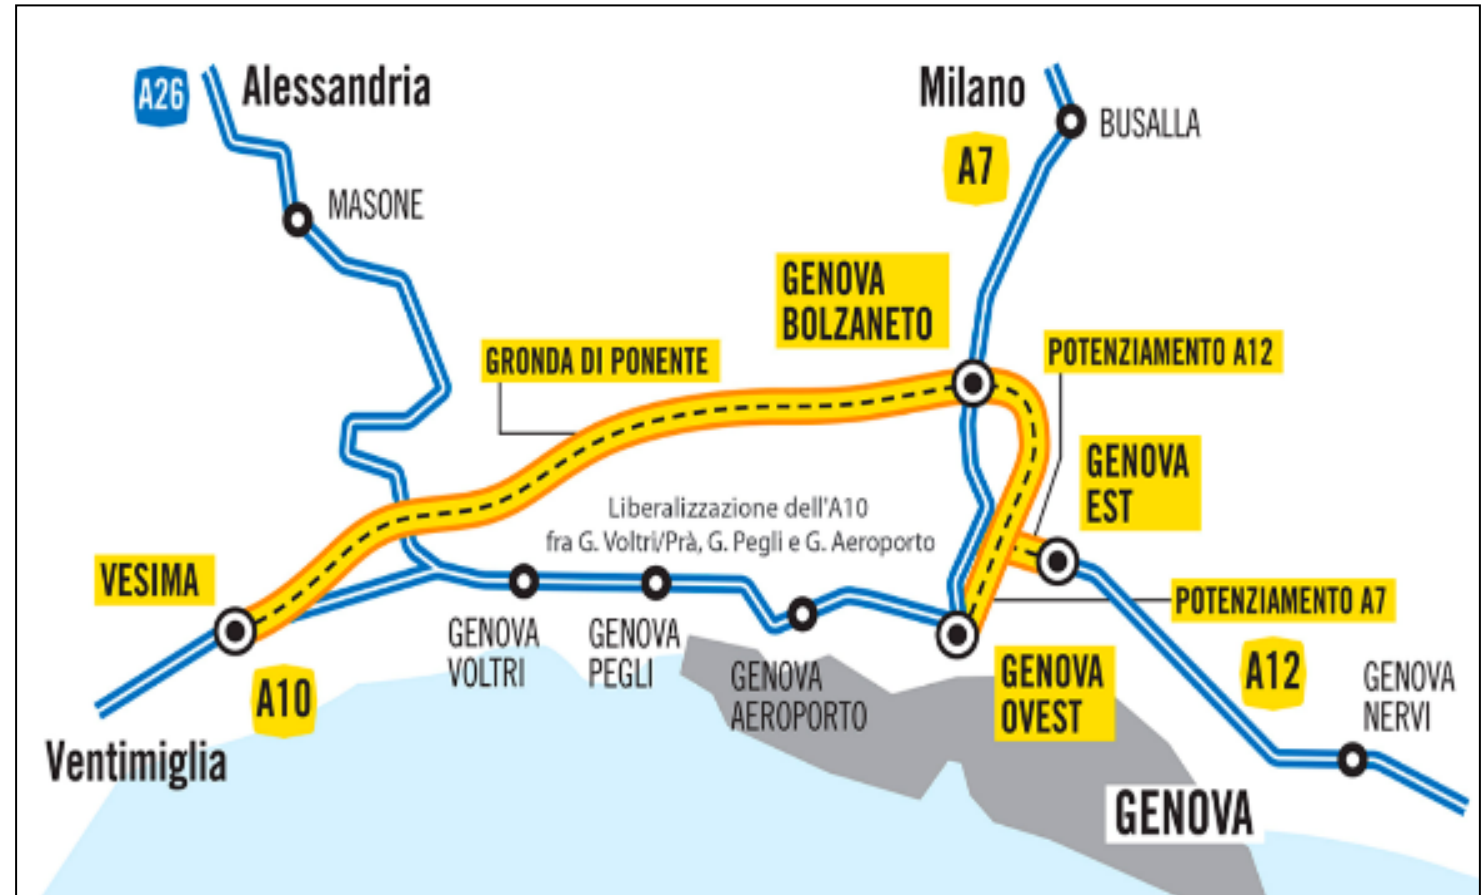 A26
Alessandria
MASONE
Milano
BUSALLA
A7
GENOVA
BOLZANETO
GRONDA DI PONENTE
POTENZIAMENTO A12
GENOVA
EST
Liberalizzazione dell'A10
fra G. Voltri/Prà, G. Pegli e G. Aeroporto
VESIMA
POTENZIAMENTO A7
GENOVA
VOLTRI
GENOVA
PEGLI
GENOVA
AEROPORTO
GENOVA
OVEST
A12
GENOVA
NERVI
A10
Ventimiglia
GENOVA